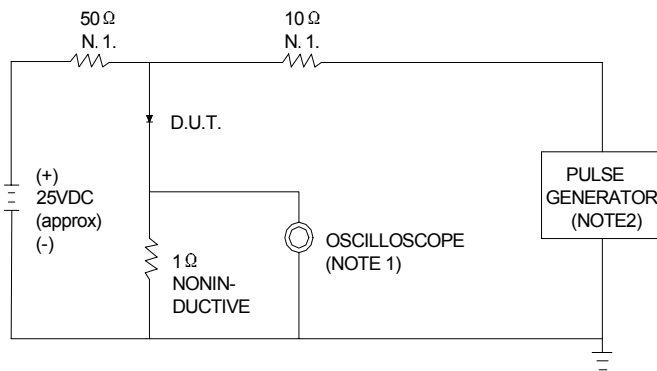 50Ω
N. 1.
10Ω
N. 1.
D.U.T.
(+)
25VDC
(approx)
(-)
1Ω
NONIN-
DUCTIVE
OSCILLOSCOPE
(NOTE 1)
PULSE
GENERATOR
(NOTE2)